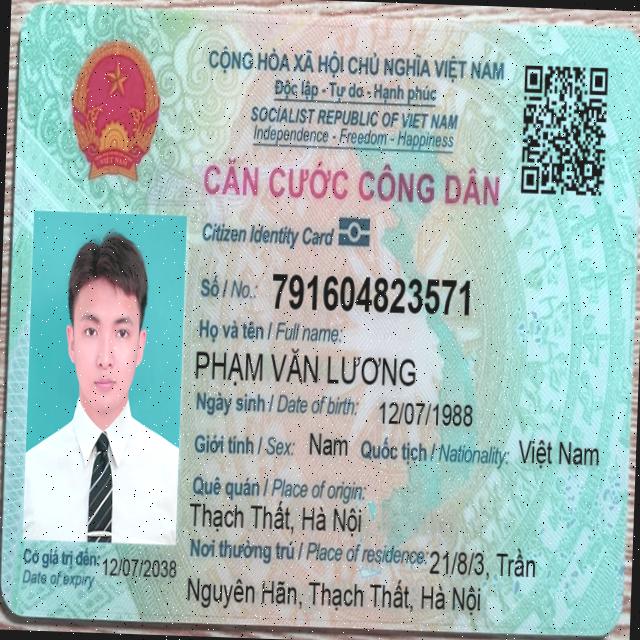 CỘNG HÒA XÃ HỘI CHỦ NGHĨA VIỆT NAM
Độc lập - Tự do - Hạnh phúc
SOCIALIST REPUBLIC OF VIET NAM
Independence - Freedom - Happiness
CĂN CƯỚC CÔNG DÂN
Citizen Identity Card
Số / No.: 791604823571
Họ và tên / Full name:
PHẠM VĂN LƯƠNG
Ngày sinh / Date of birth: 12/07/1988
Giới tính / Sex: Nam Quốc tịch / Nationality: Việt Nam
Quê quán / Place of origin:
Thạch Thất, Hà Nội
Nơi thường trú / Place of residence: 21/8/3, Trần
Nguyên Hãn, Thạch Thất, Hà Nội
Có giá trị đến: 12/07/2038
Date of expiry